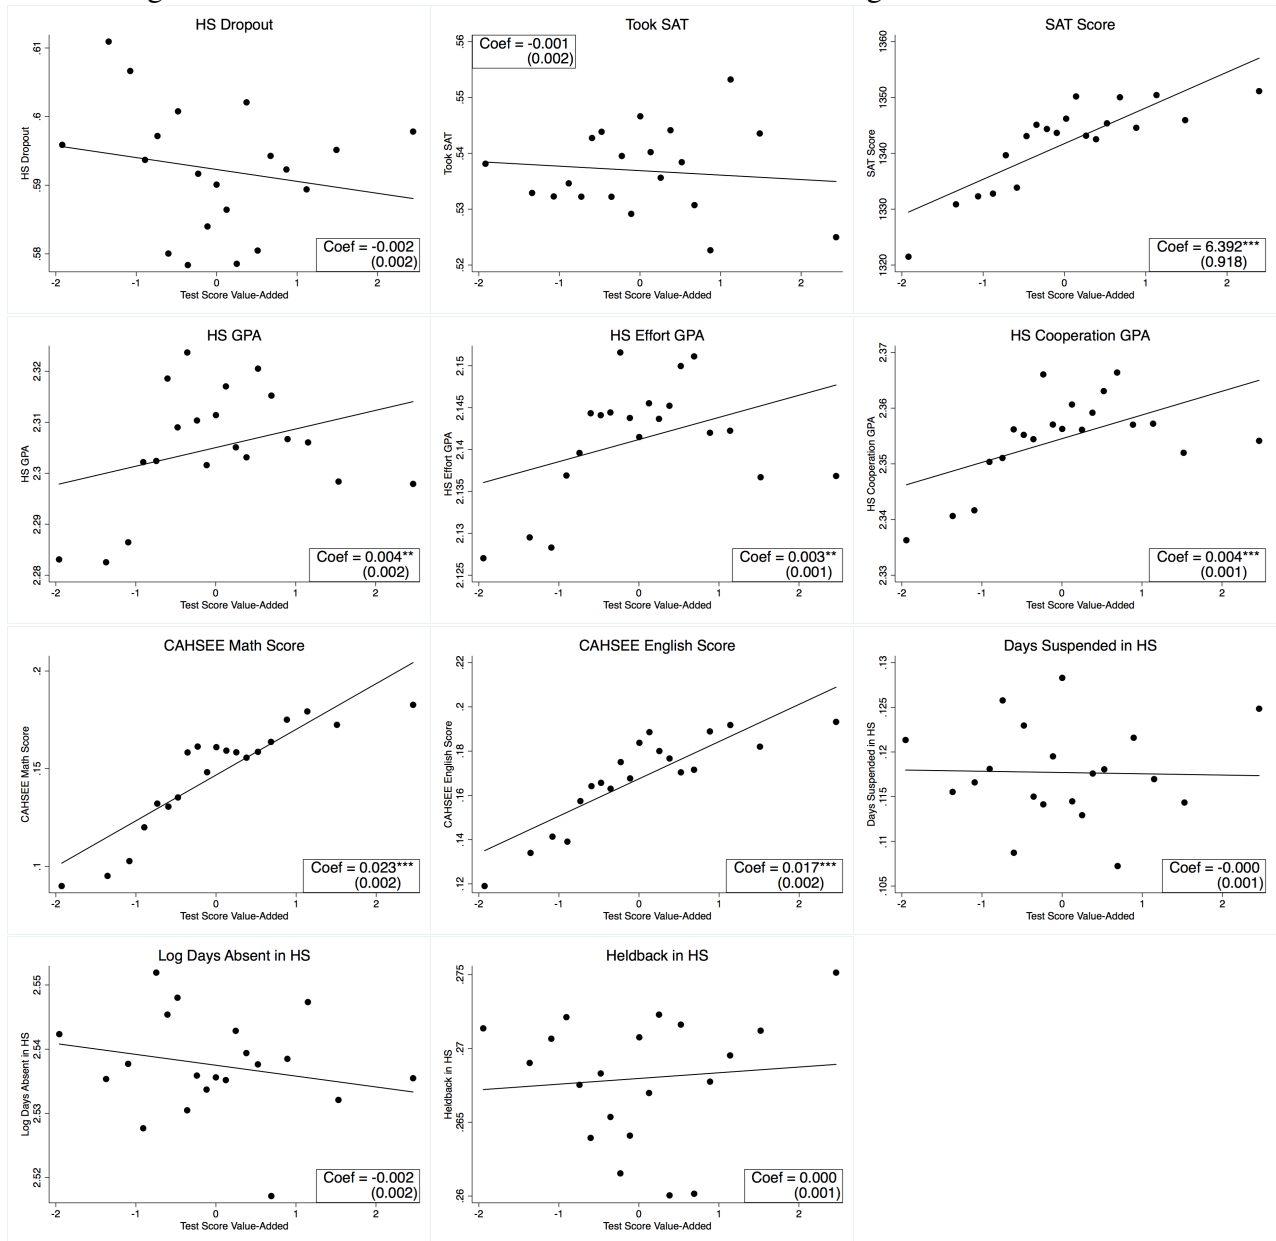 HS Dropout
HS Dropout
.61
.6
.59
.58
Coef = -0.002
(0.002)
-2 -1 0 1 2
Test Score Value-Added
Took SAT
Coef = -0.001
(0.002)
Took SAT
.56
.55
.54
.53
.52
-2 -1 0 1 2
Test Score Value-Added
SAT Score
SAT Score
1360
1350
1340
1330
1320
Coef = 6.392***
(0.918)
-2 -1 0 1 2
Test Score Value-Added
HS GPA
HS GPA
2.32
2.31
2.3
2.29
2.28
Coef = 0.004**
(0.002)
-2 -1 0 1 2
Test Score Value-Added
HS Effort GPA
HS Effort GPA
2.15
2.145
2.14
2.135
2.13
2.125
Coef = 0.003**
(0.001)
-2 -1 0 1 2
Test Score Value-Added
HS Cooperation GPA
HS Cooperation GPA
2.37
2.36
2.35
2.34
2.33
Coef = 0.004***
(0.001)
-2 -1 0 1 2
Test Score Value-Added
CAHSEE Math Score
CAHSEE Math Score
.2
.15
.1
Coef = 0.023***
(0.002)
-2 -1 0 1 2
Test Score Value-Added
CAHSEE English Score
CAHSEE English Score
.22
.2
.18
.16
.14
.12
Coef = 0.017***
(0.002)
-2 -1 0 1 2
Test Score Value-Added
Days Suspended in HS
Days Suspended in HS
.13
.125
.12
.115
.11
.105
Coef = -0.000
(0.001)
-2 -1 0 1 2
Test Score Value-Added
Log Days Absent in HS
Log Days Absent in HS
2.55
2.54
2.53
2.52
Coef = -0.002
(0.002)
-2 -1 0 1 2
Test Score Value-Added
Heldback in HS
Heldback in HS
.275
.27
.265
.26
Coef = 0.000
(0.001)
-2 -1 0 1 2
Test Score Value-Added